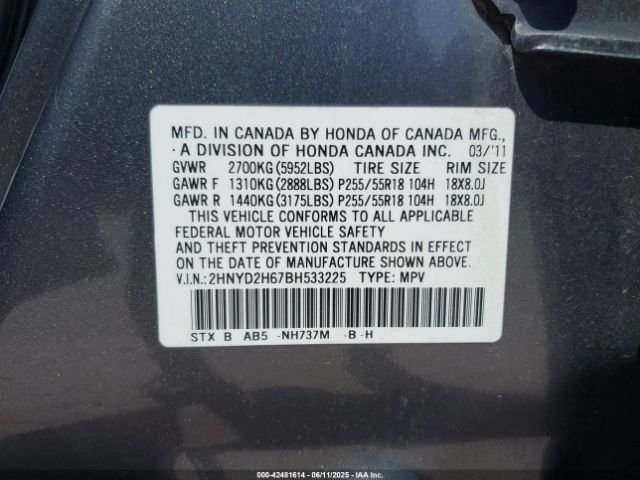 MFD. IN CANADA BY HONDA OF CANADA MFG.,
A DIVISION OF HONDA CANADA INC. 03/'11
GVWR 2700KG(5952LBS) TIRE SIZE RIM SIZE
GAWR F 1310KG(2888LBS) P255/55R18 104H 18X8.0J
GAWR R 1440KG(3175LBS) P255/55R18 104H 18X8.0J
THIS VEHICLE CONFORMS TO ALL APPLICABLE
FEDERAL MOTOR VEHICLE SAFETY
AND THEFT PREVENTION STANDARDS IN EFFECT
ON THE DATE OF MANUFACTURE SHOWN ABOVE.
V.I.N.:2HNYD2H67BH533225 TYPE: MPV
STX B AB5 -NH737M -B-H
000-42481614 - 06/11/2025 - IAAI.COM